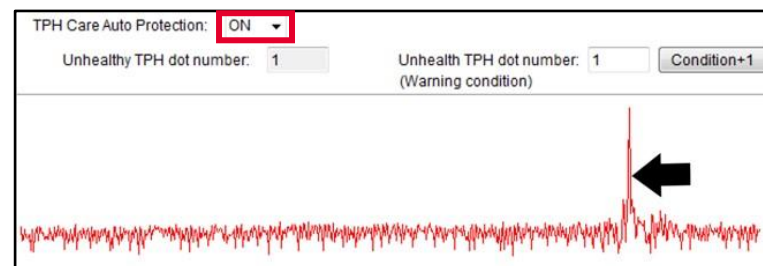 TPH Care Auto Protection: ON
Unhealthy TPH dot number: 1 Unhealth TPH dot number: 1 Condition+1
(Warning condition)